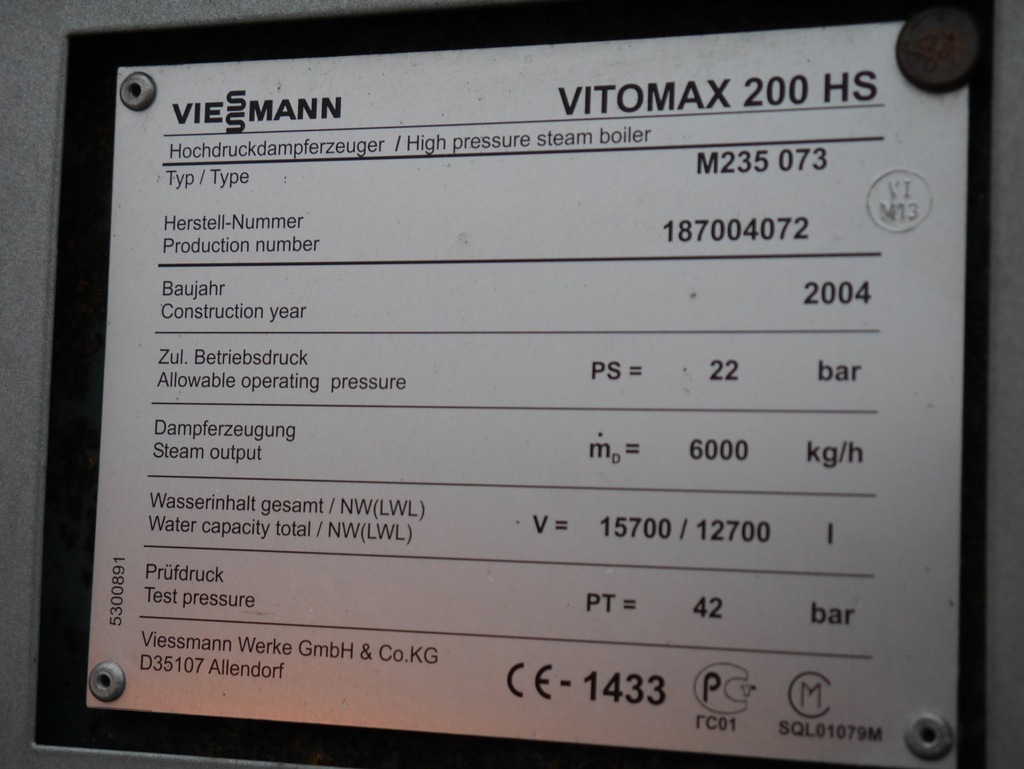 VIESSMANN VITOMAX 200 HS
Hochdruckdampferzeuger / High pressure steam boiler
Typ / Type M235 073
VI
M13
Herstell-Nummer
Production number 187004072
Baujahr
Construction year 2004
Zul. Betriebsdruck
Allowable operating pressure PS = 22 bar
Dampferzeugung
Steam output ṁD = 6000 kg/h
Wasserinhalt gesamt / NW(LWL)
Water capacity total / NW(LWL) V = 15700 / 12700 l
Prüfdruck
Test pressure PT = 42 bar
5300891
Viessmann Werke GmbH & Co.KG
D35107 Allendorf
CE - 1433
РСТ
ГС01
M
SQL01079M